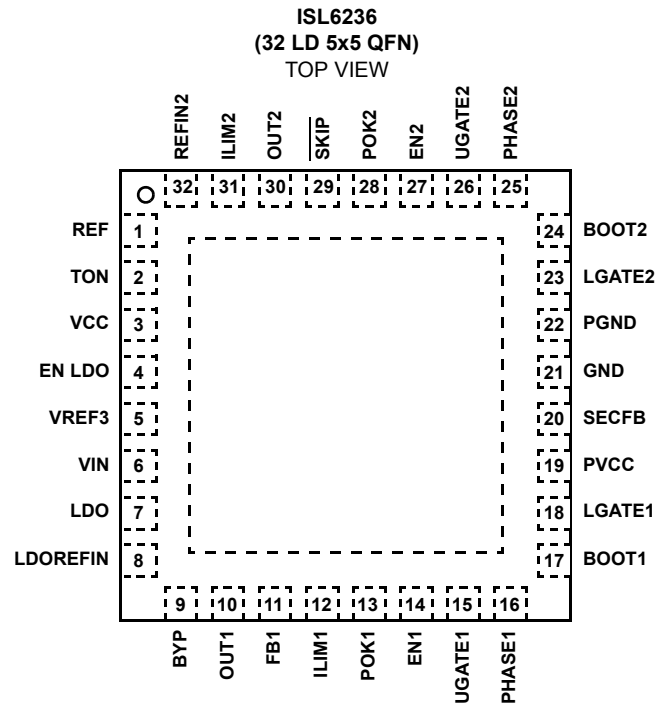 ISL6236
(32 LD 5x5 QFN)
TOP VIEW
REFIN2
ILIM2
OUT2
SKIP
POK2
EN2
UGATE2
PHASE2
32 31 30 29 28 27 26 25
REF 1 24 BOOT2
TON 2 23 LGATE2
VCC 3 22 PGND
EN LDO 4 21 GND
VREF3 5 20 SECFB
VIN 6 19 PVCC
LDO 7 18 LGATE1
LDOREFIN 8 17 BOOT1
9 10 11 12 13 14 15 16
BYP
OUT1
FB1
ILIM1
POK1
EN1
UGATE1
PHASE1